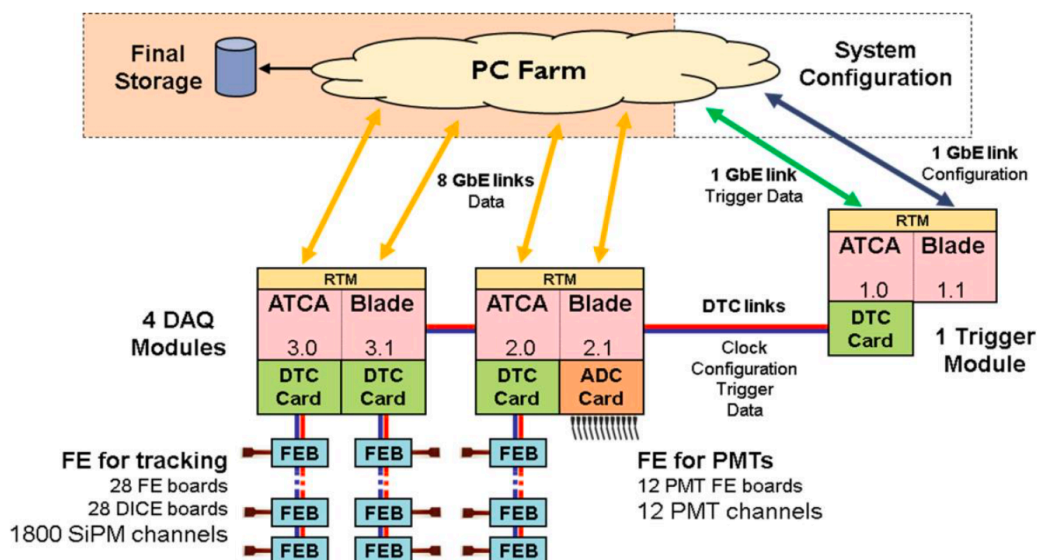 Final
Storage
PC Farm
System
Configuration
8 GbE links
Data
1 GbE link
Trigger Data
1 GbE link
Configuration
RTM
ATCA Blade
1.0 1.1
DTC
Card
1 Trigger
Module
4 DAQ
Modules
RTM
ATCA Blade
3.0 3.1
DTC
Card
DTC
Card
RTM
ATCA Blade
2.0 2.1
DTC
Card
ADC
Card
DTC links
Clock
Configuration
Trigger
Data
FE for tracking
28 FE boards
28 DICE boards
1800 SiPM channels
FEB
FEB
FEB
FEB
FEB
FEB
FEB
FEB
FEB
FE for PMTs
12 PMT FE boards
12 PMT channels